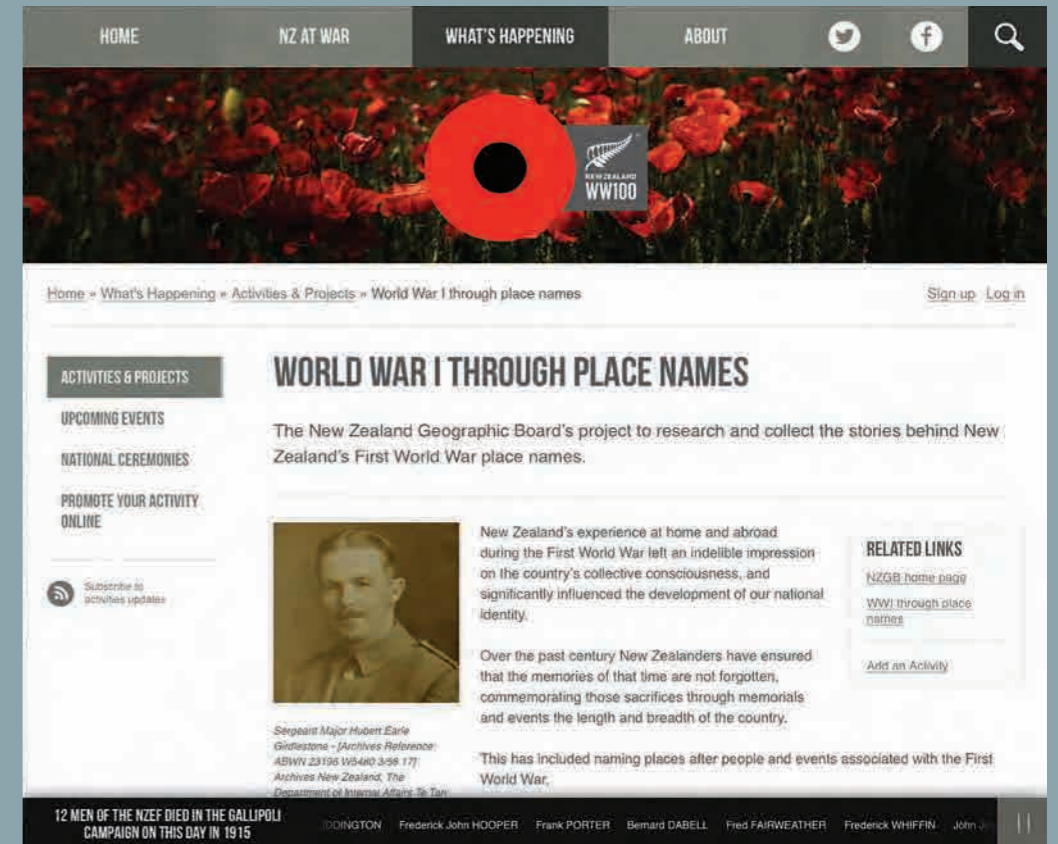 HOME NZ AT WAR WHAT'S HAPPENING ABOUT
NEW ZEALAND
WW100
Home » What's Happening » Activities & Projects » World War I through place names Sign up Log in
ACTIVITIES & PROJECTS
UPCOMING EVENTS
NATIONAL CEREMONIES
PROMOTE YOUR ACTIVITY
ONLINE
Subscribe to
activities updates
WORLD WAR I THROUGH PLACE NAMES
The New Zealand Geographic Board's project to research and collect the stories behind New
Zealand's First World War place names.
Sergeant Major Hubert Earle
Girdlestone - [Archives Reference:
ABWN 23196 W5480 3/56 17]
Archives New Zealand, The
Department of Internal Affairs Te Tari
New Zealand's experience at home and abroad
during the First World War left an indelible impression
on the country's collective consciousness, and
significantly influenced the development of our national
identity.
Over the past century New Zealanders have ensured
that the memories of that time are not forgotten,
commemorating those sacrifices through memorials
and events the length and breadth of the country.
This has included naming places after people and events associated with the First
World War.
RELATED LINKS
NZGB home page
WWI through place
names
Add an Activity
12 MEN OF THE NZEF DIED IN THE GALLIPOLI
CAMPAIGN ON THIS DAY IN 1915
DDINGTON Frederick John HOOPER Frank PORTER Bernard DABELL Fred FAIRWEATHER Frederick WHIFFIN John